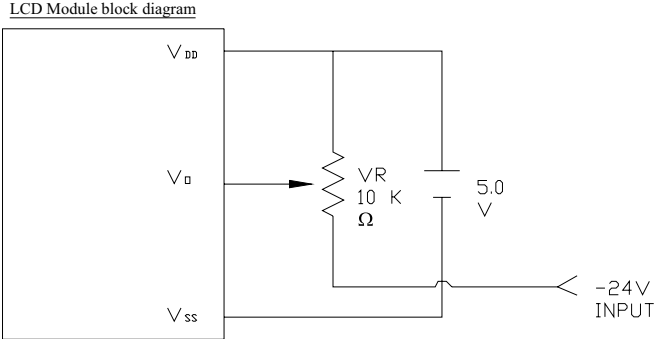 LCD Module block diagram
VDD
Vo
VR
10 K
Ω
5.0
V
-24V
INPUT
Vss